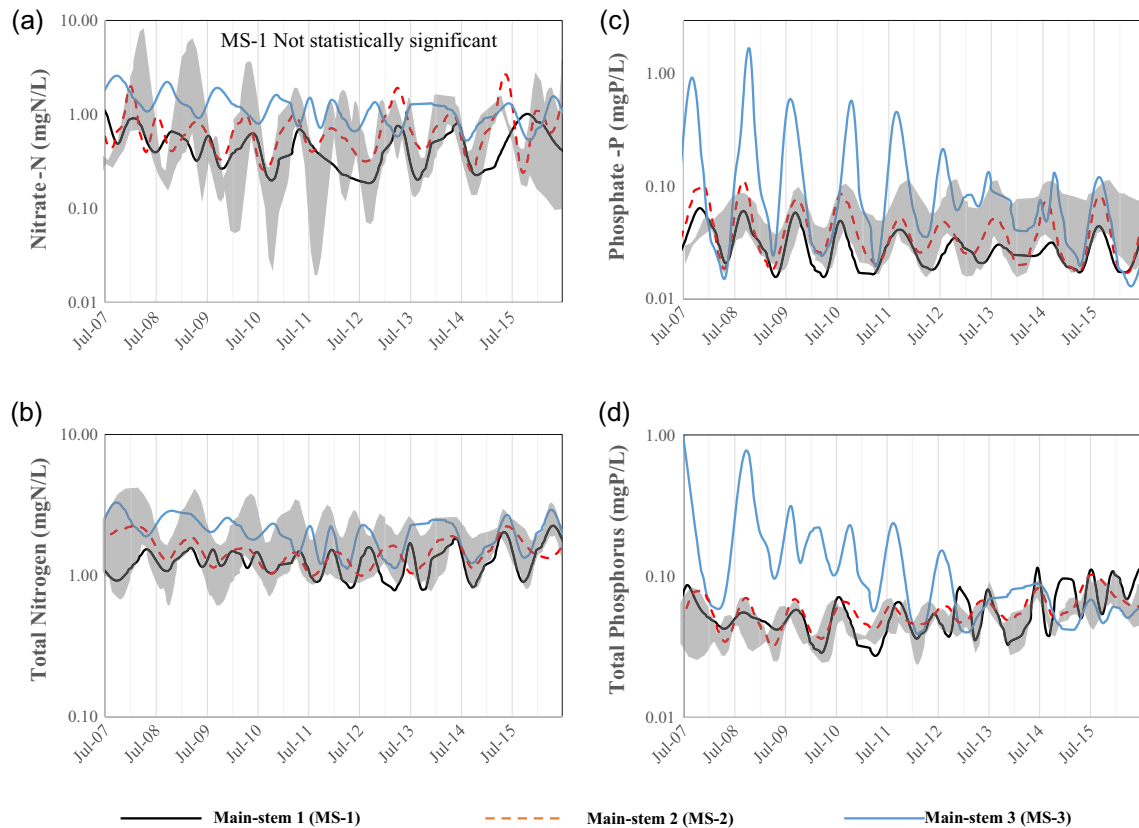 (a)
Nitrate-N (mgN/L)
10.00
1.00
0.10
0.01
MS-1 Not statistically significant
Jul-07
Jul-08
Jul-09
Jul-10
Jul-11
Jul-12
Jul-13
Jul-14
Jul-15
(c)
Phosphate -P (mgP/L)
1.00
0.10
0.01
Jul-07
Jul-08
Jul-09
Jul-10
Jul-11
Jul-12
Jul-13
Jul-14
Jul-15
(b)
Total Nitrogen (mgN/L)
10.00
1.00
0.10
Jul-07
Jul-08
Jul-09
Jul-10
Jul-11
Jul-12
Jul-13
Jul-14
Jul-15
(d)
Total Phosphorus (mgP/L)
1.00
0.10
0.01
Jul-07
Jul-08
Jul-09
Jul-10
Jul-11
Jul-12
Jul-13
Jul-14
Jul-15
Main-stem 1 (MS-1)
Main-stem 2 (MS-2)
Main-stem 3 (MS-3)